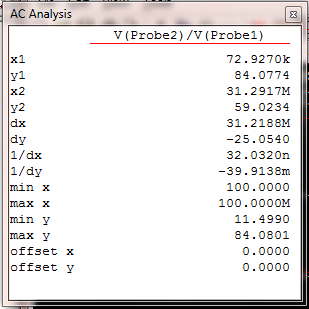 AC Analysis
V(Probe2)/V(Probe1)
x1 72.9270k
y1 84.0774
x2 31.2917M
y2 59.0234
dx 31.2188M
dy -25.0540
1/dx 32.0320n
1/dy -39.9138m
min x 100.0000
max x 100.0000M
min y 11.4990
max y 84.0801
offset x 0.0000
offset y 0.0000